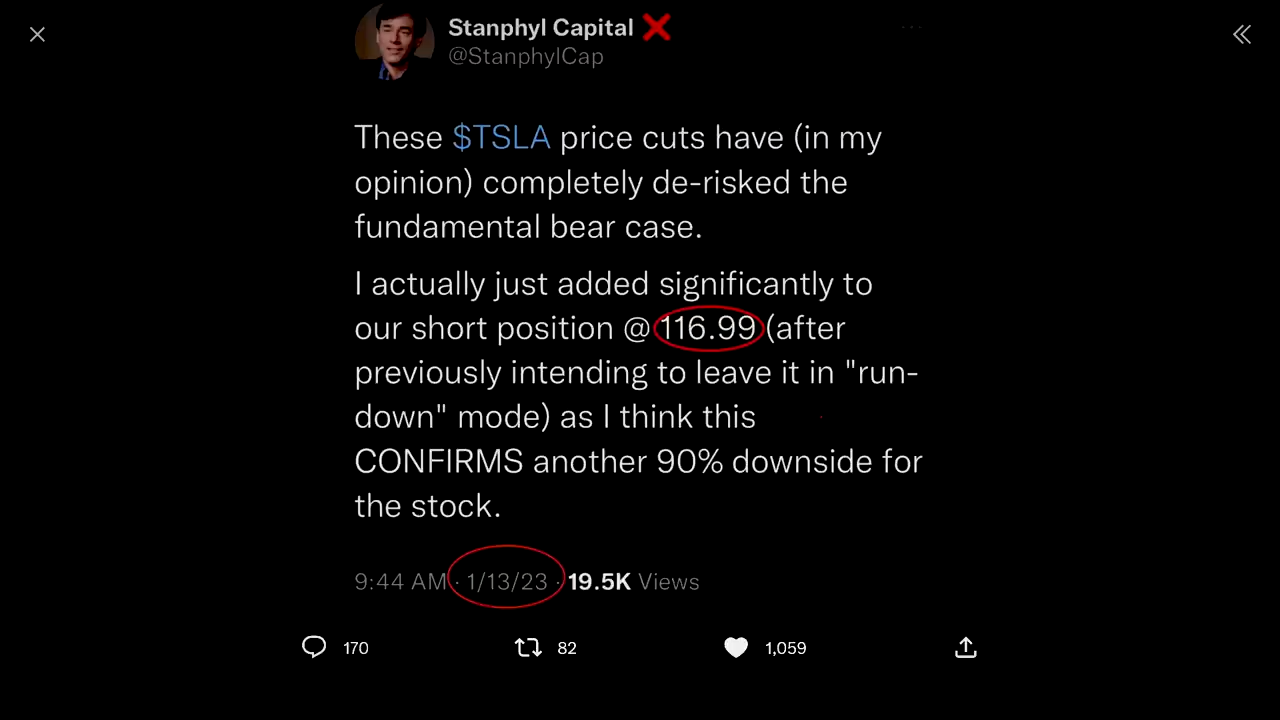 Stanphyl Capital
@StanphylCap
These $TSLA price cuts have (in my
opinion) completely de-risked the
fundamental bear case.
I actually just added significantly to
our short position @ 116.99 (after
previously intending to leave it in "run-
down" mode) as I think this
CONFIRMS another 90% downside for
the stock.
9:44 AM · 1/13/23 · 19.5K Views
170 82 1,059